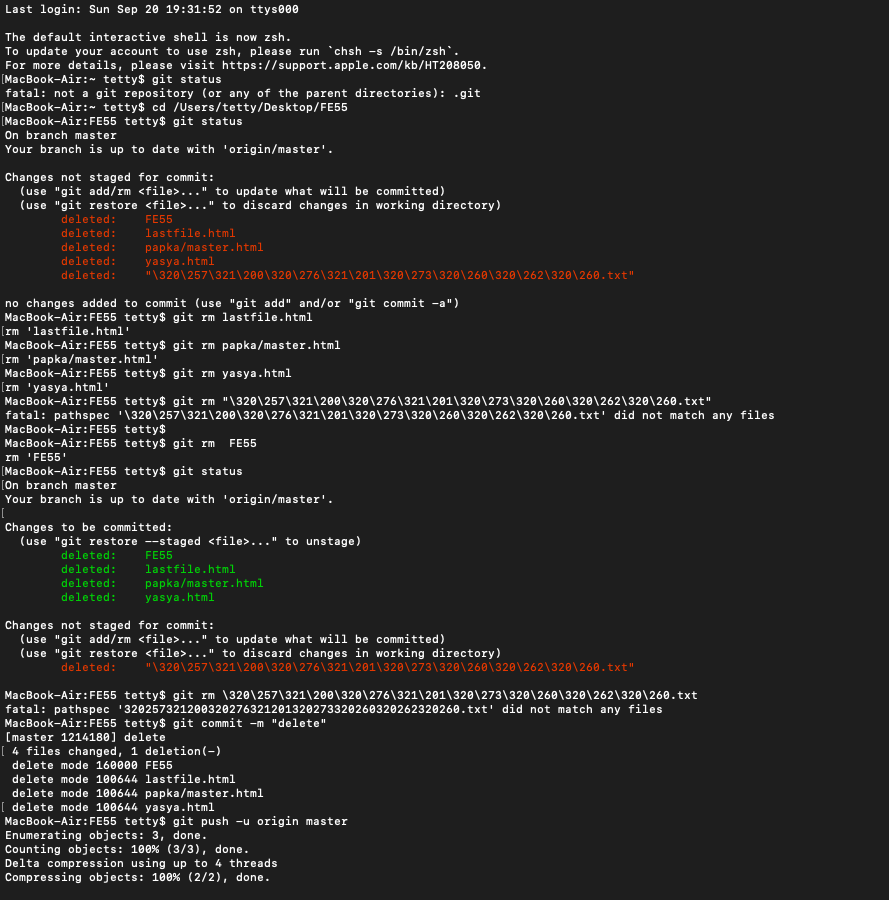 Last login: Sun Sep 20 19:31:52 on ttys000
The default interactive shell is now zsh.
To update your account to use zsh, please run `chsh -s /bin/zsh`.
For more details, please visit https://support.apple.com/kb/HT208050.
[MacBook-Air:~ tetty$ git status
fatal: not a git repository (or any of the parent directories): .git
[MacBook-Air:~ tetty$ cd /Users/tetty/Desktop/FE55
[MacBook-Air:FE55 tetty$ git status
On branch master
Your branch is up to date with 'origin/master'.
Changes not staged for commit:
  (use "git add/rm <file>..." to update what will be committed)
  (use "git restore <file>..." to discard changes in working directory)
        deleted:    FE55
        deleted:    lastfile.html
        deleted:    papka/master.html
        deleted:    yasya.html
        deleted:    "\320\257\321\200\320\276\321\201\320\273\320\260\320\262\320\260.txt"
no changes added to commit (use "git add" and/or "git commit -a")
MacBook-Air:FE55 tetty$ git rm lastfile.html
[rm 'lastfile.html'
MacBook-Air:FE55 tetty$ git rm papka/master.html
[rm 'papka/master.html'
MacBook-Air:FE55 tetty$ git rm yasya.html
[rm 'yasya.html'
MacBook-Air:FE55 tetty$ git rm "\320\257\321\200\320\276\321\201\320\273\320\260\320\262\320\260.txt"
fatal: pathspec '\320\257\321\200\320\276\321\201\320\273\320\260\320\262\320\260.txt' did not match any files
MacBook-Air:FE55 tetty$
MacBook-Air:FE55 tetty$ git rm  FE55
rm 'FE55'
[MacBook-Air:FE55 tetty$ git status
[On branch master
Your branch is up to date with 'origin/master'.
[
Changes to be committed:
  (use "git restore --staged <file>..." to unstage)
        deleted:    FE55
        deleted:    lastfile.html
        deleted:    papka/master.html
        deleted:    yasya.html
Changes not staged for commit:
  (use "git add/rm <file>..." to update what will be committed)
  (use "git restore <file>..." to discard changes in working directory)
        deleted:    "\320\257\321\200\320\276\321\201\320\273\320\260\320\262\320\260.txt"
MacBook-Air:FE55 tetty$ git rm \320\257\321\200\320\276\321\201\320\273\320\260\320\262\320\260.txt
fatal: pathspec '320257321200320276321201320273320260320262320260.txt' did not match any files
MacBook-Air:FE55 tetty$ git commit -m "delete"
[master 1214180] delete
[ 4 files changed, 1 deletion(-)
 delete mode 160000 FE55
 delete mode 100644 lastfile.html
 delete mode 100644 papka/master.html
[ delete mode 100644 yasya.html
MacBook-Air:FE55 tetty$ git push -u origin master
Enumerating objects: 3, done.
Counting objects: 100% (3/3), done.
Delta compression using up to 4 threads
Compressing objects: 100% (2/2), done.